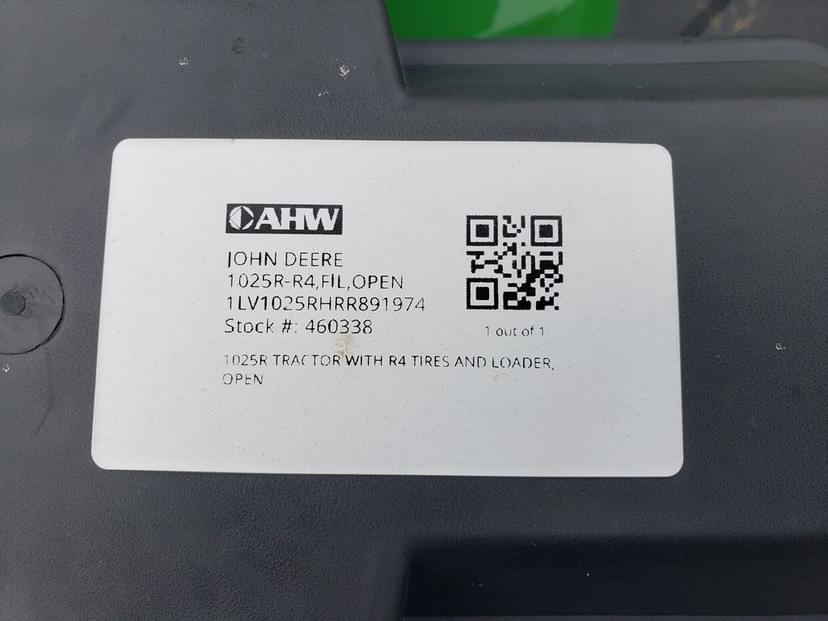 AHW
JOHN DEERE
1025R-R4,FIL,OPEN
1LV1025RHRR891974
Stock #: 460338
1 out of 1
1025R TRACTOR WITH R4 TIRES AND LOADER,
OPEN